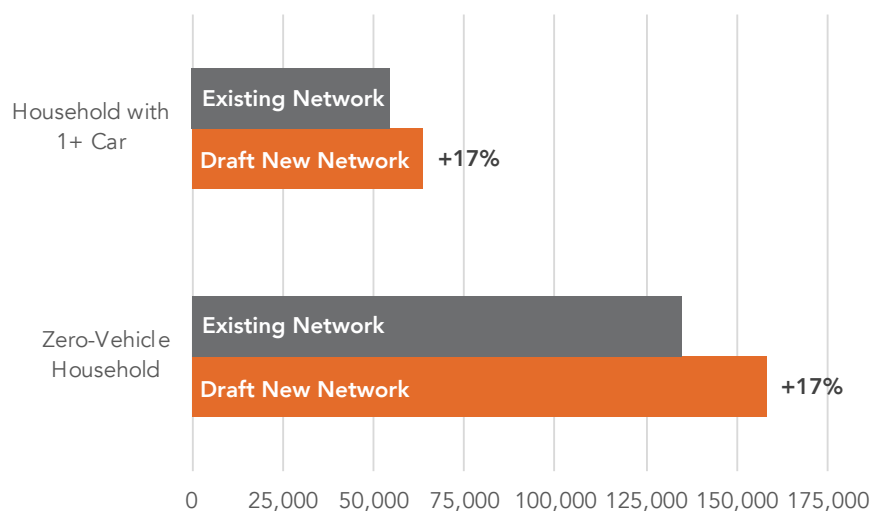 Household with
1+ Car
Existing Network
Draft New Network
+17%
Zero-Vehicle
Household
Existing Network
Draft New Network
+17%
0 25,000 50,000 75,000 100,000 125,000 150,000 175,000